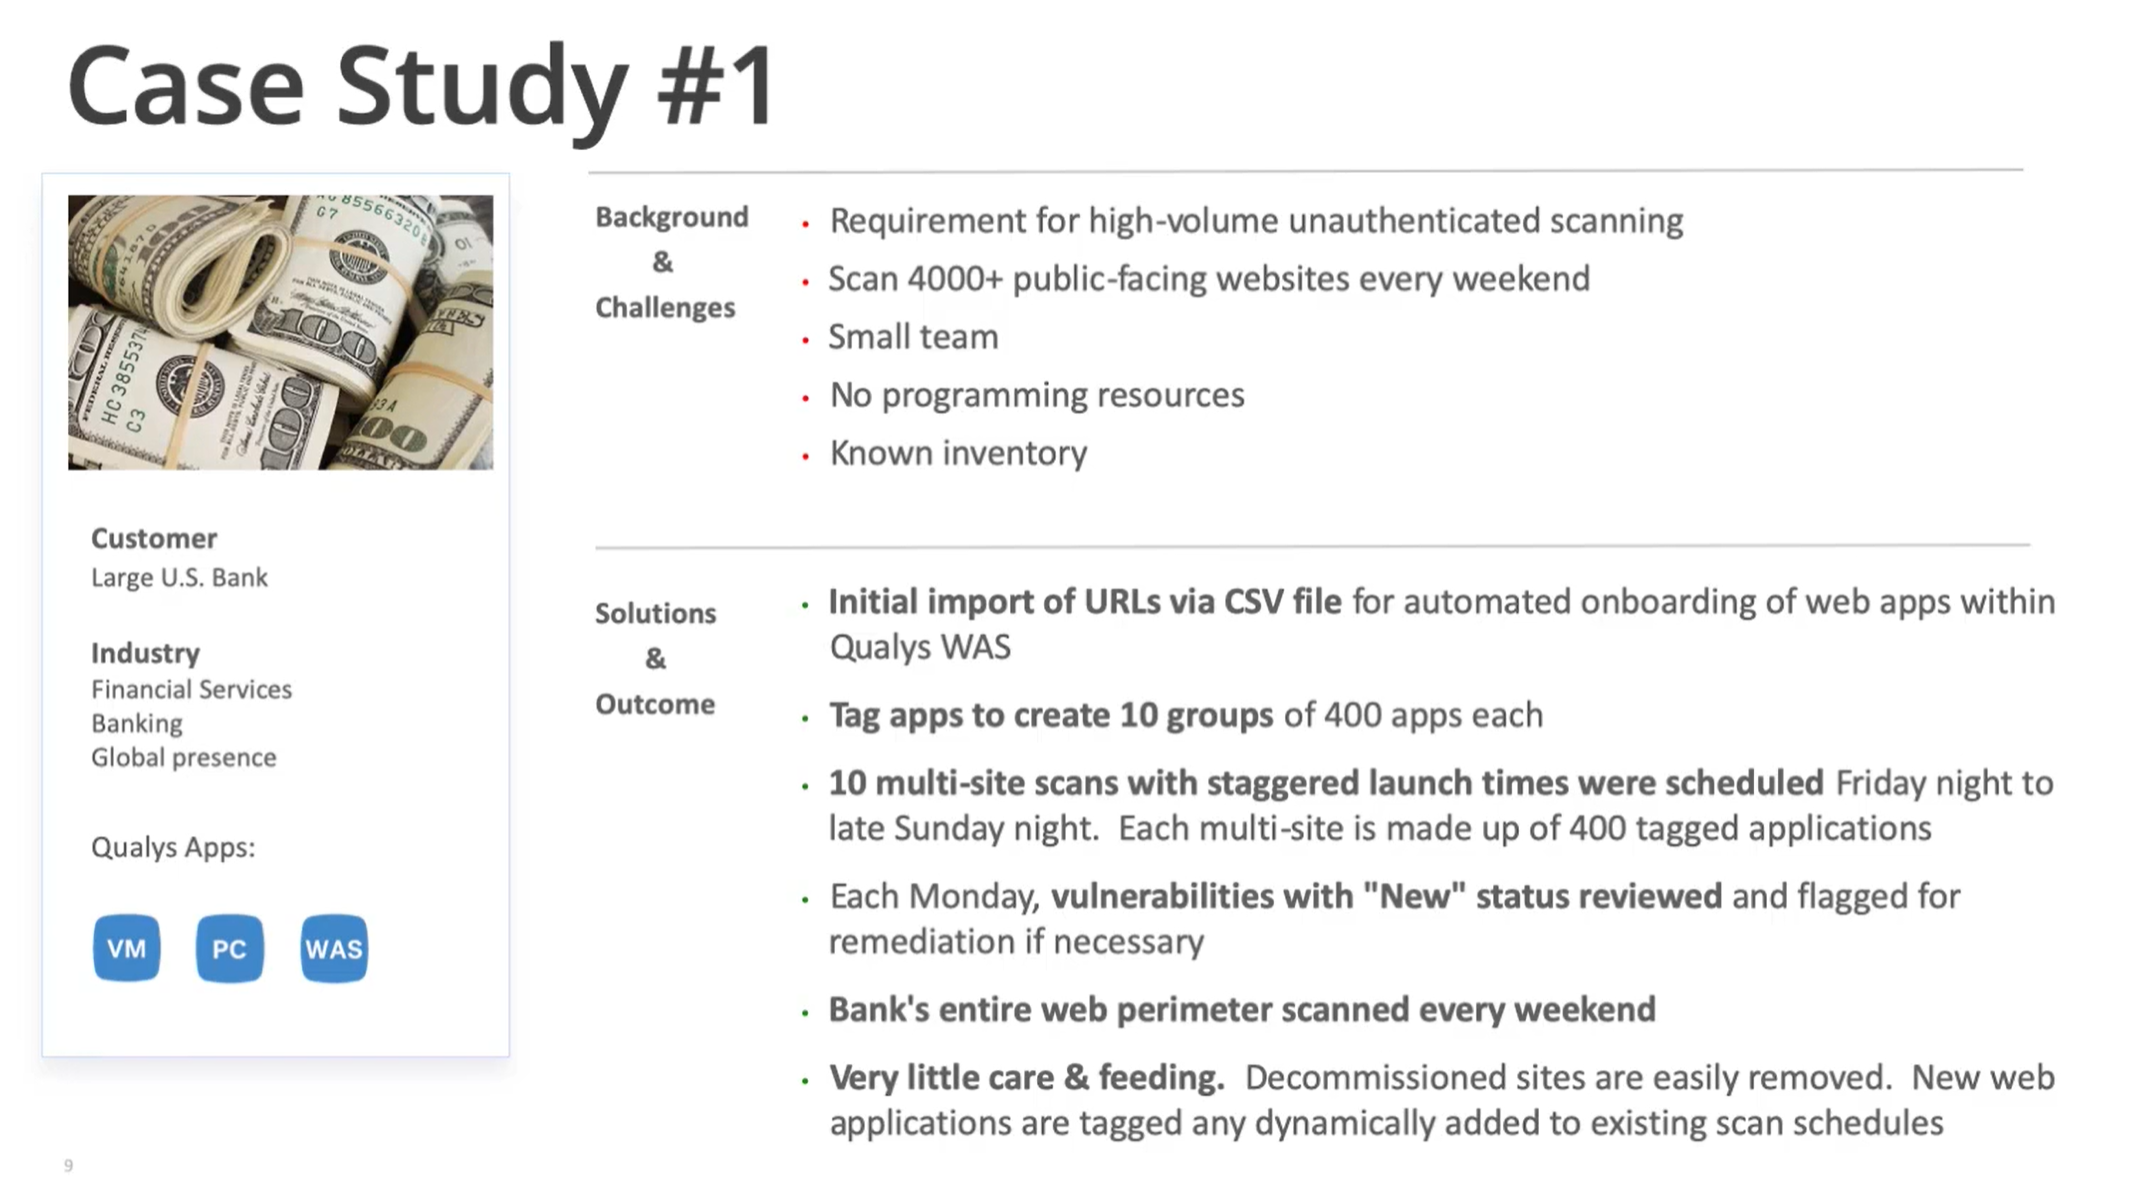 Case Study #1
Customer
Large U.S. Bank
Industry
Financial Services
Banking
Global presence
Qualys Apps:
VM PC WAS
Background
&
Challenges
• Requirement for high-volume unauthenticated scanning
• Scan 4000+ public-facing websites every weekend
• Small team
• No programming resources
• Known inventory
Solutions
&
Outcome
• Initial import of URLs via CSV file for automated onboarding of web apps within
Qualys WAS
• Tag apps to create 10 groups of 400 apps each
• 10 multi-site scans with staggered launch times were scheduled Friday night to
late Sunday night.  Each multi-site is made up of 400 tagged applications
• Each Monday, vulnerabilities with "New" status reviewed and flagged for
remediation if necessary
• Bank's entire web perimeter scanned every weekend
• Very little care & feeding.  Decommissioned sites are easily removed.  New web
applications are tagged any dynamically added to existing scan schedules
9